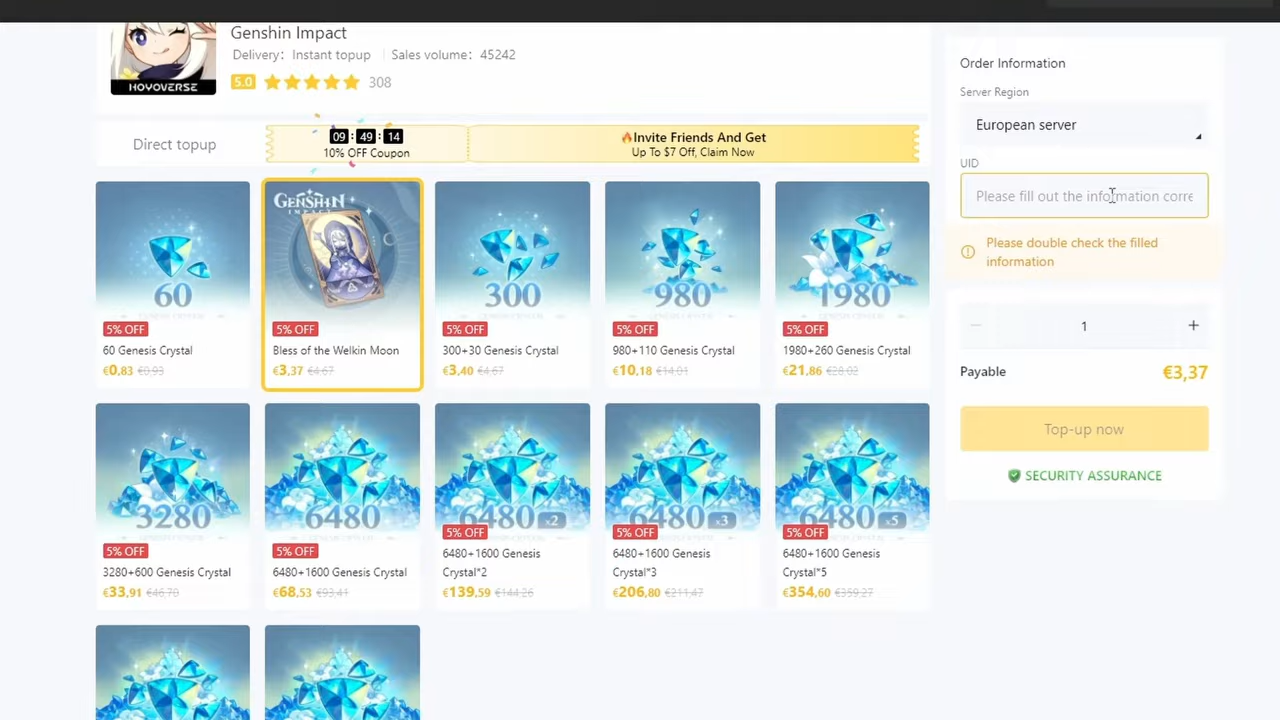 Genshin Impact
Delivery: Instant topup
Sales volume: 45242
5.0
308
HOYOVERSE
Order Information
Server Region
European server
UID
Please fill out the information corre
Please double check the filled
information
1
Payable
€3,37
Top-up now
SECURITY ASSURANCE
Direct topup
09 : 49 : 14
10% OFF Coupon
🔥Invite Friends And Get
Up To $7 Off, Claim Now
60
5% OFF
60 Genesis Crystal
€0,83 €0,93
GENSHIN
IMPACT
5% OFF
Bless of the Welkin Moon
€3,37 €4,67
300
5% OFF
300+30 Genesis Crystal
€3,40 €4,67
980
5% OFF
980+110 Genesis Crystal
€10,18 €14,01
1980
5% OFF
1980+260 Genesis Crystal
€21,86 €28,02
3280
5% OFF
3280+600 Genesis Crystal
€33,91 €46,70
6480
5% OFF
6480+1600 Genesis Crystal
€68,53 €93,41
6480 x2
5% OFF
6480+1600 Genesis
Crystal*2
€139,59 €144,26
6480 x3
5% OFF
6480+1600 Genesis
Crystal*3
€206,80 €211,47
6480 x5
5% OFF
6480+1600 Genesis
Crystal*5
€354,60 €359,27